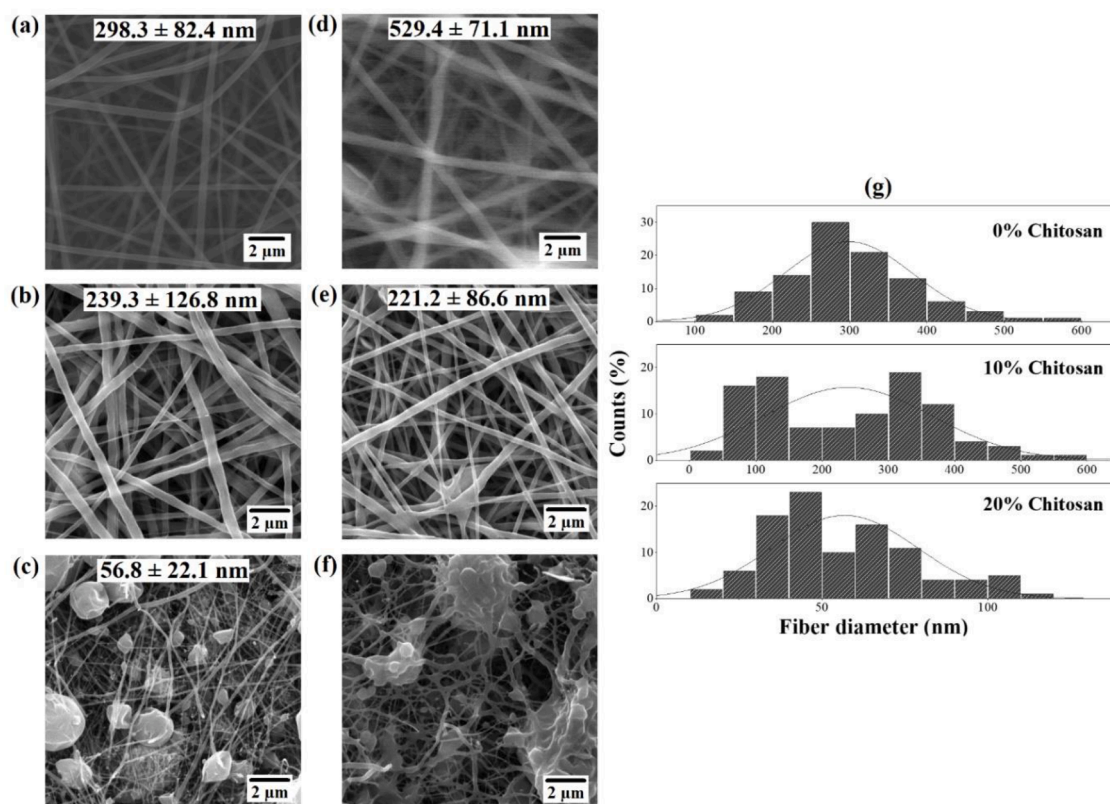 (a)
298.3 ± 82.4 nm
2 µm
(d)
529.4 ± 71.1 nm
2 µm
(b)
239.3 ± 126.8 nm
2 µm
(e)
221.2 ± 86.6 nm
2 µm
(c)
56.8 ± 22.1 nm
2 µm
(f)
2 µm
(g)
Counts (%)
0% Chitosan
30
20
10
0
100 200 300 400 500 600
10% Chitosan
20
10
0
0 100 200 300 400 500 600
20% Chitosan
20
10
0
0 50 100
Fiber diameter (nm)